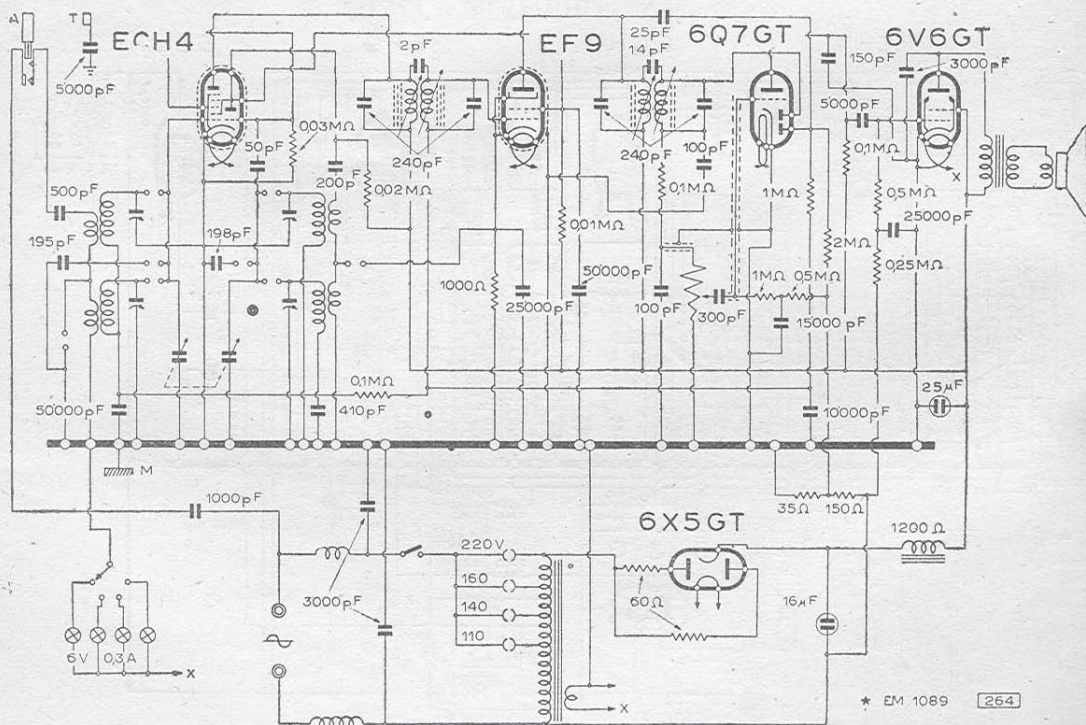 A
T
ECH4
EF9
6Q7GT
6V6GT
5000pF
2pF
25pF
14pF
150pF
3000pF
5000pF
50pF
0,03MΩ
240pF
240pF
100pF
0,1MΩ
500pF
200pF
0,02MΩ
0,1MΩ
1MΩ
0,5MΩ
195pF
198pF
0,01MΩ
25000pF
2MΩ
1000Ω
50000pF
25000pF
100pF
300pF
1MΩ
0,5MΩ
0,25MΩ
15000pF
50000pF
0,1MΩ
410pF
10000pF
25µF
M
1000pF
35Ω
150Ω
6X5GT
1200Ω
220V
160
140
110
3000pF
60Ω
16µF
6V
0,3A
X
X
X
* EM 1089
264